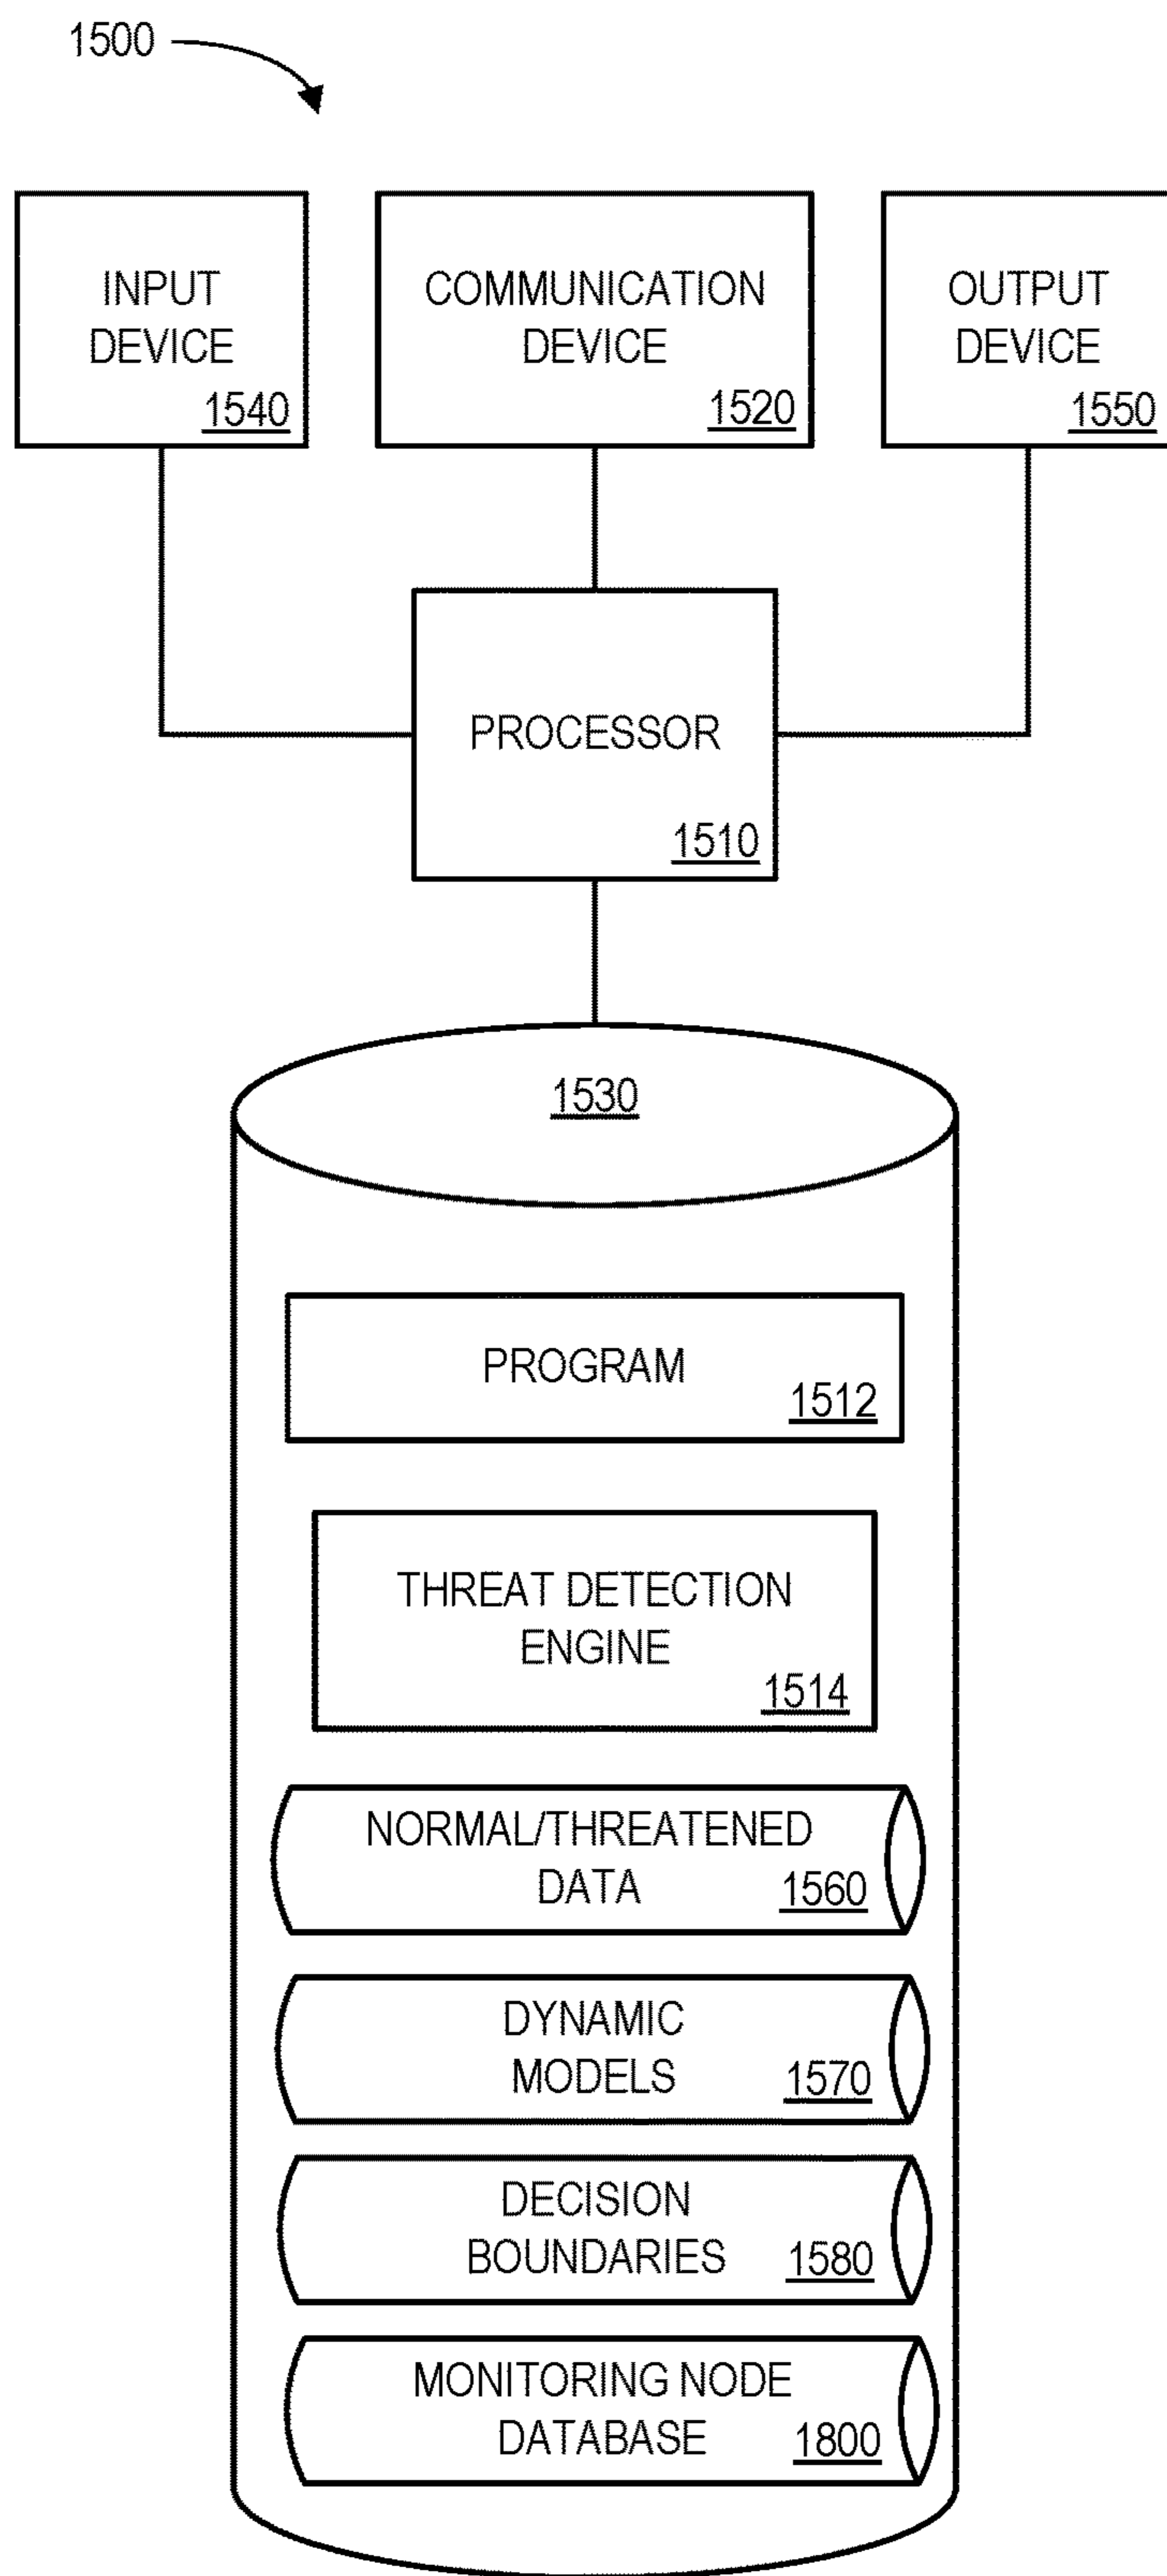 1500
INPUT
DEVICE
1540
COMMUNICATION
DEVICE
1520
OUTPUT
DEVICE
1550
PROCESSOR
1510
1530
PROGRAM
1512
THREAT DETECTION
ENGINE
1514
NORMAL/THREATENED
DATA 1560
DYNAMIC
MODELS 1570
DECISION
BOUNDARIES 1580
MONITORING NODE
DATABASE 1800